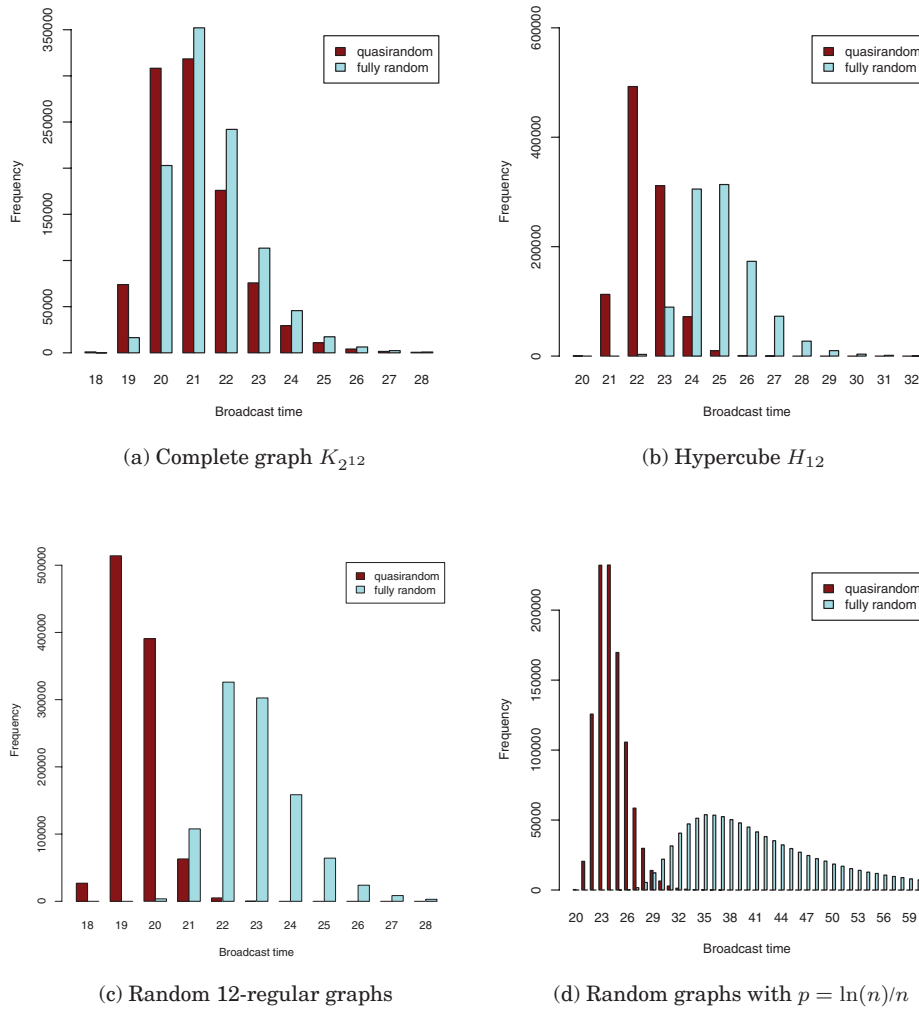 350000
250000
150000
50000
0
Frequency
quasirandom
fully random
18 19 20 21 22 23 24 25 26 27 28
Broadcast time
(a) Complete graph K_{2^{12}}
600000
400000
200000
0
Frequency
quasirandom
fully random
20 21 22 23 24 25 26 27 28 29 30 31 32
Broadcast time
(b) Hypercube H_{12}
500000
400000
300000
200000
100000
0
Frequency
quasirandom
fully random
18 19 20 21 22 23 24 25 26 27 28
Broadcast time
(c) Random 12-regular graphs
200000
150000
100000
50000
0
Frequency
quasirandom
fully random
20 23 26 29 32 35 38 41 44 47 50 53 56 59
Broadcast time
(d) Random graphs with p = ln(n)/n